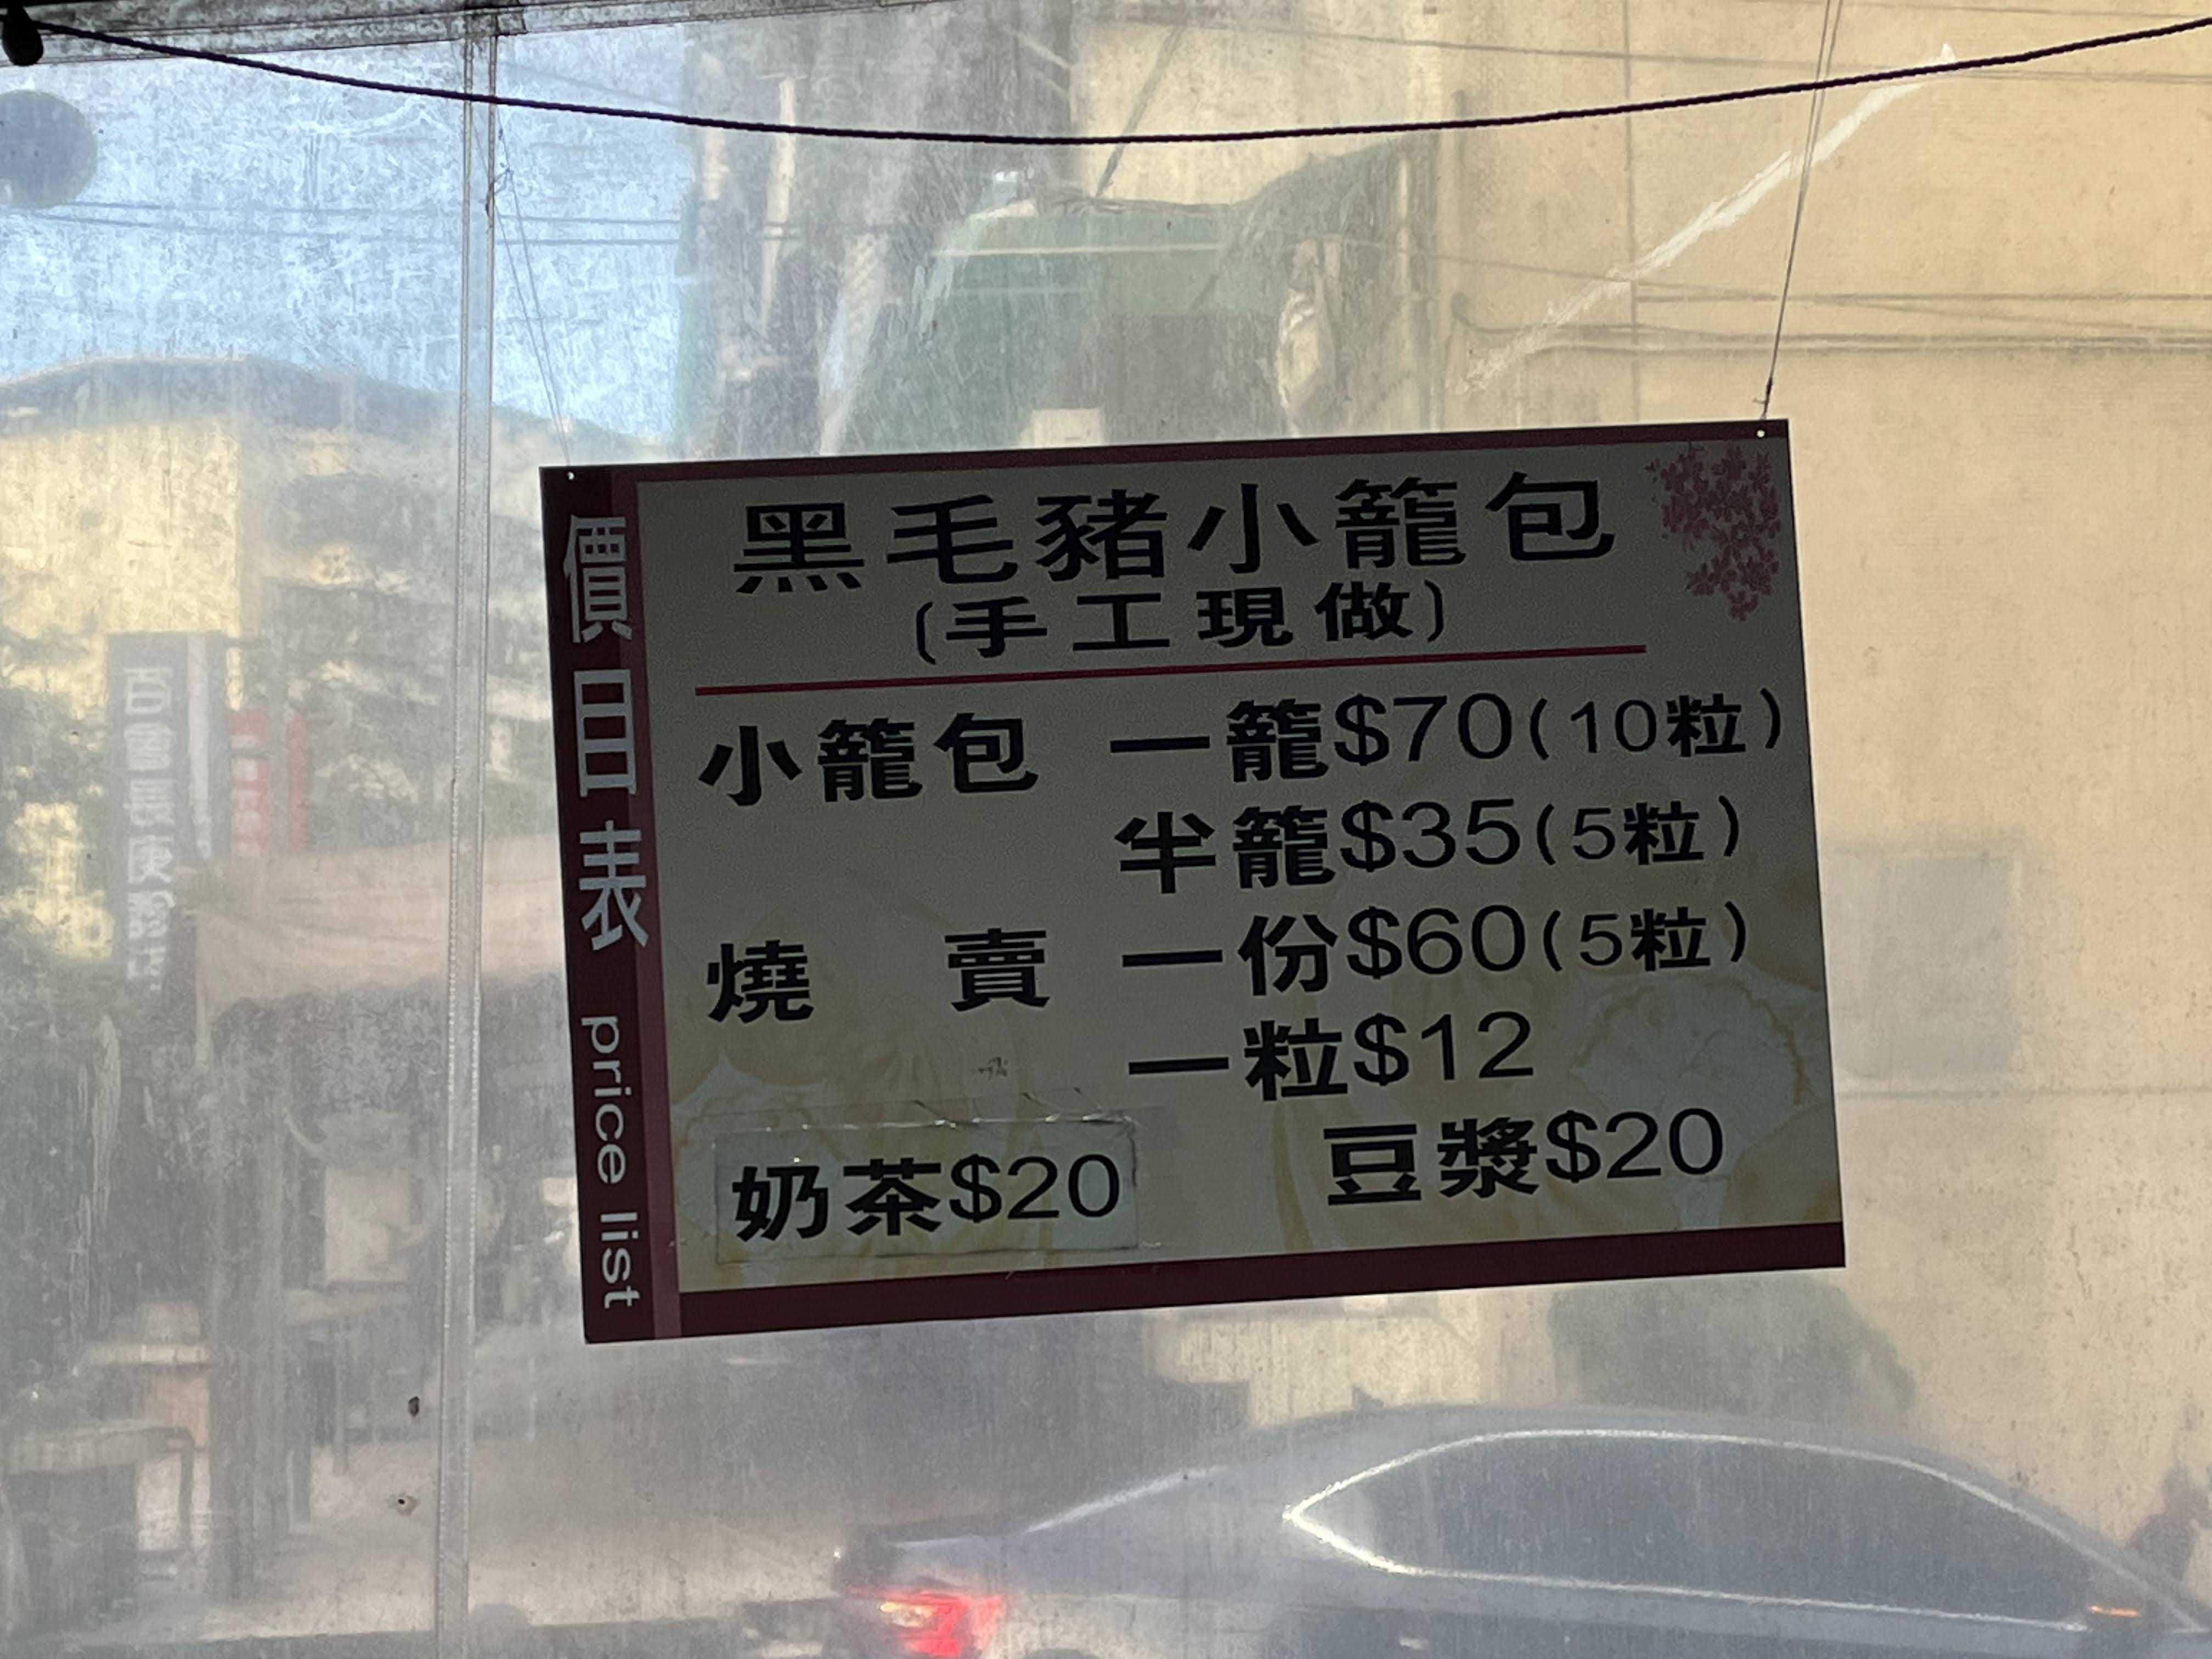 黑毛豬小籠包
(手工現做)
價目表 price list
小籠包 一籠$70(10粒)
半籠$35(5粒)
燒賣 一份$60(5粒)
一粒$12
奶茶$20 豆漿$20